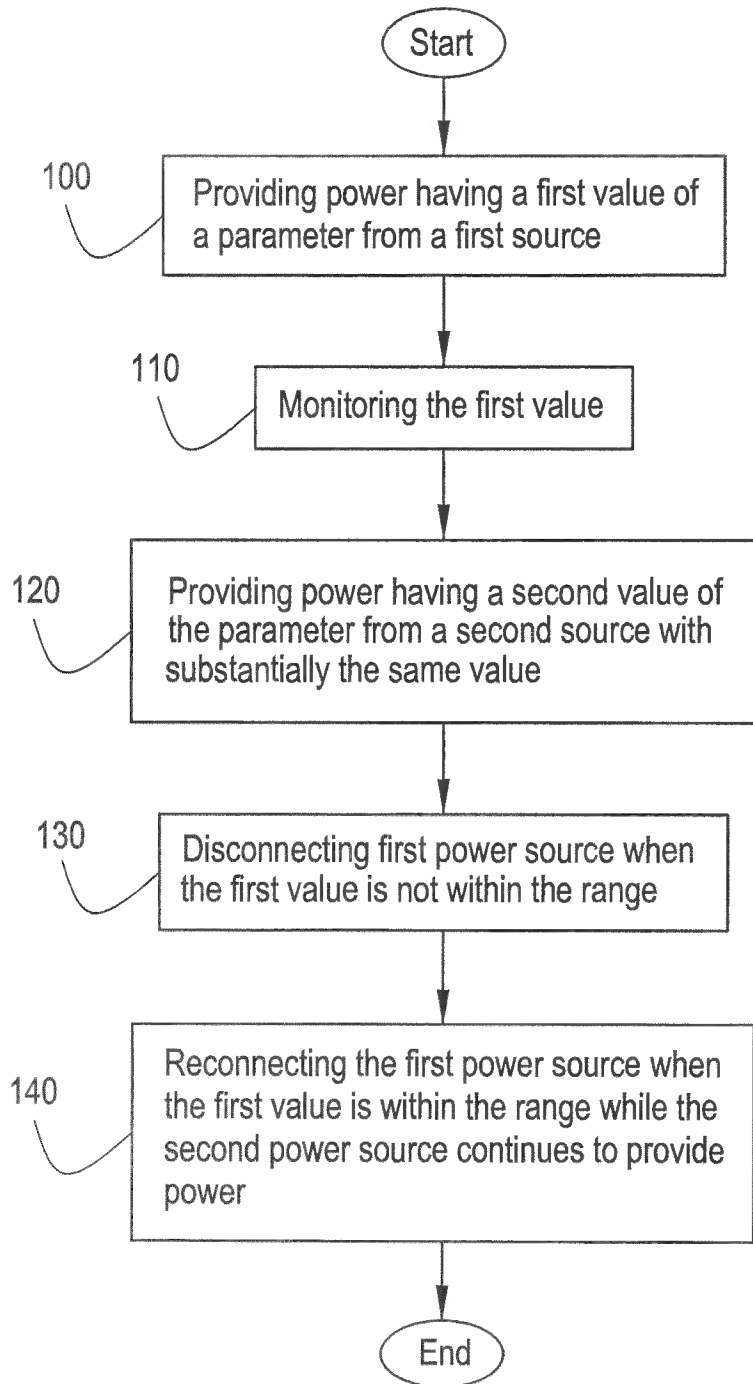 Start
100
Providing power having a first value of
a parameter from a first source
110
Monitoring the first value
120
Providing power having a second value of
the parameter from a second source with
substantially the same value
130
Disconnecting first power source when
the first value is not within the range
140
Reconnecting the first power source when
the first value is within the range while the
second power source continues to provide
power
End